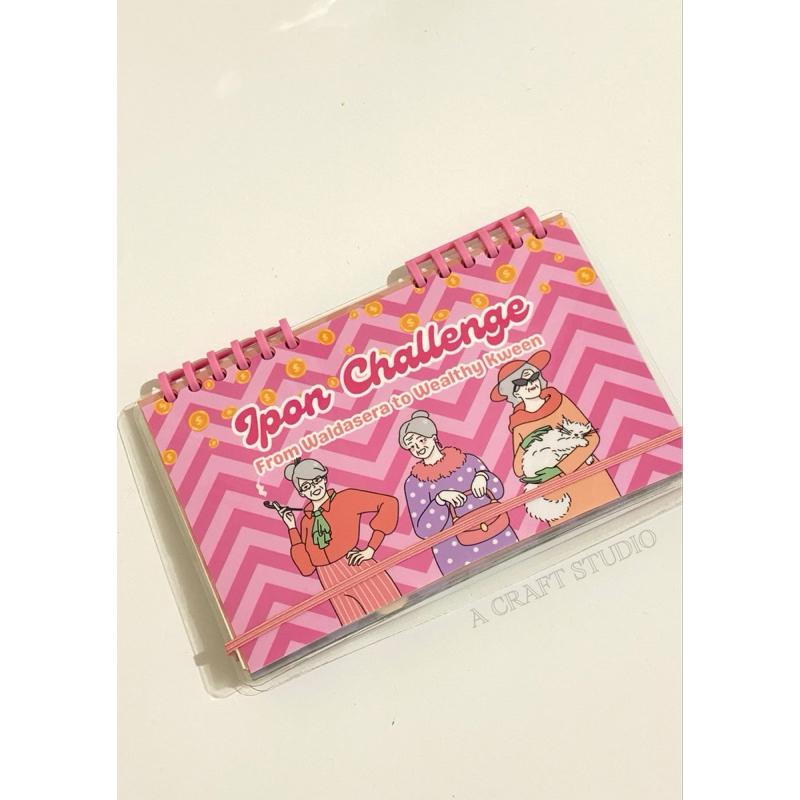 Ipon Challenge
From Waldasera to Wealthy Kween
A CRAFT STUDIO